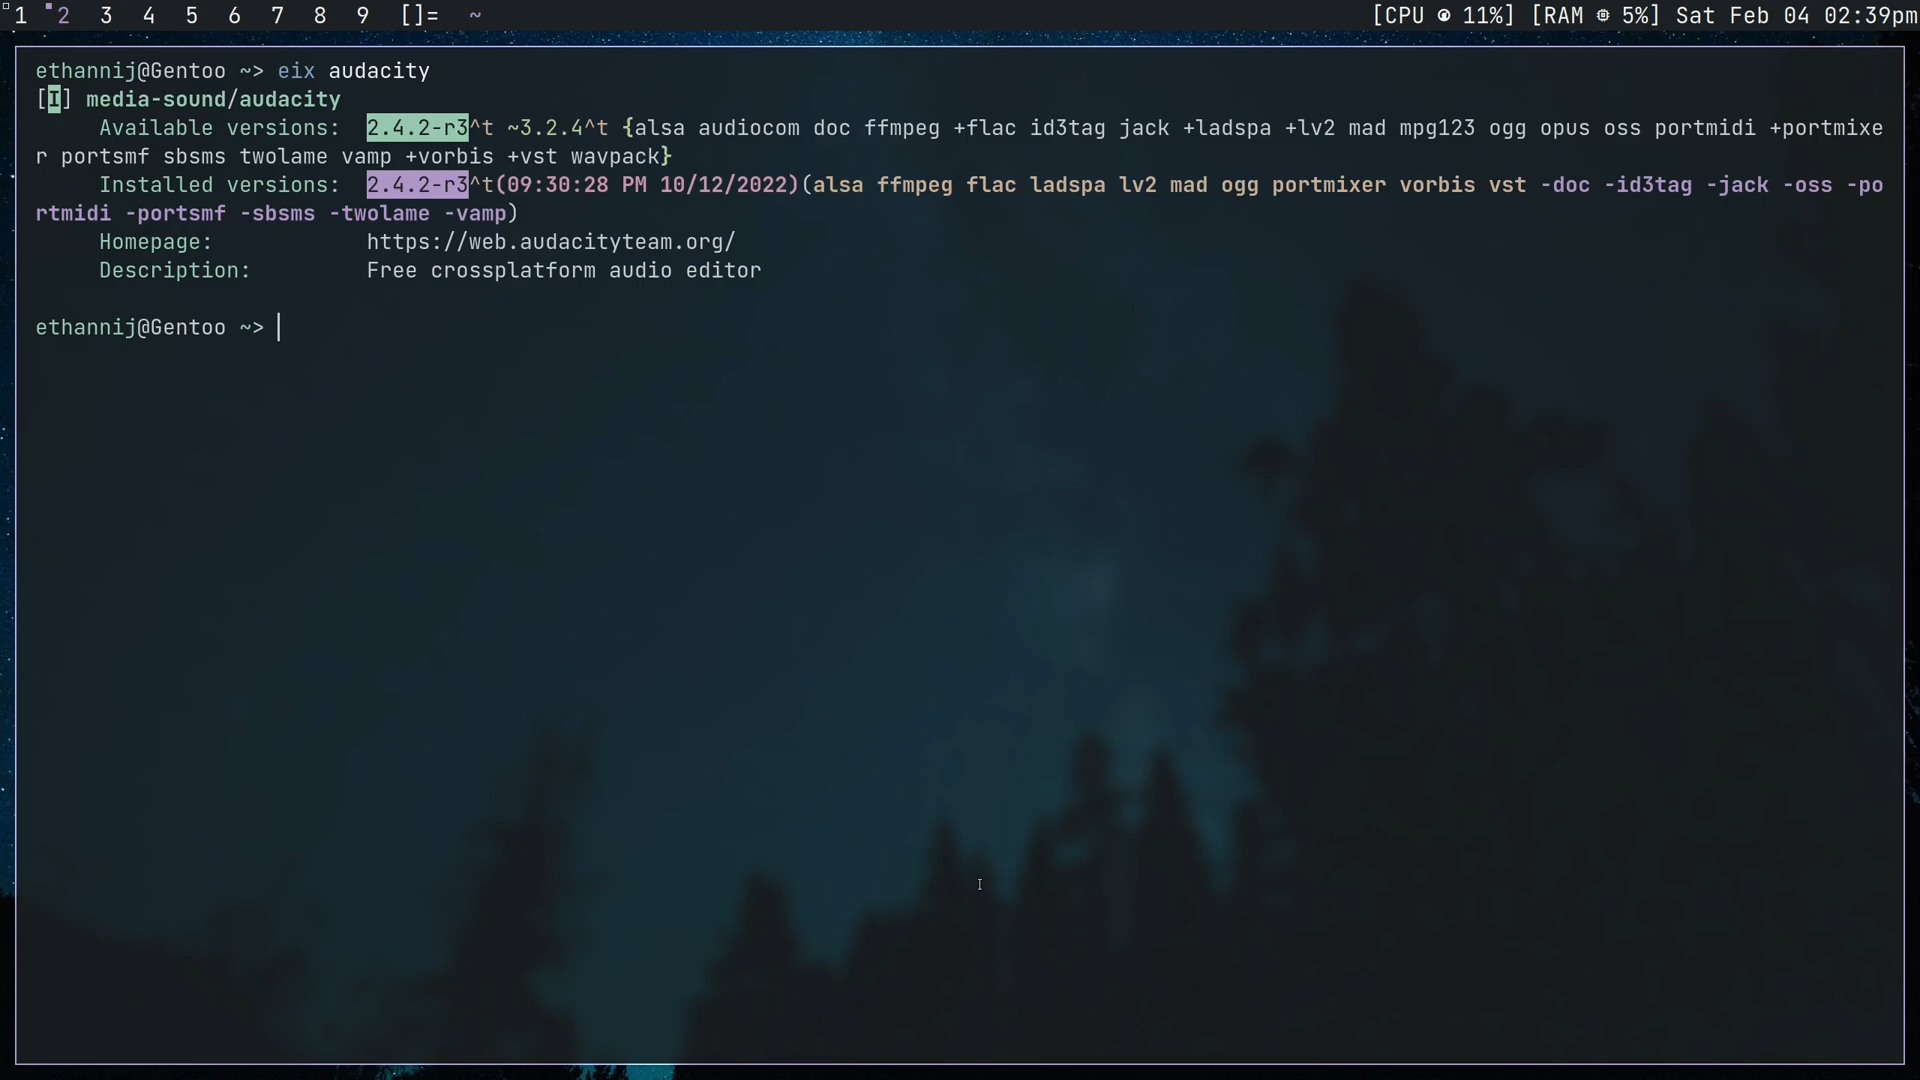 1 2 3 4 5 6 7 8 9 []= ~ [CPU 11%] [RAM 5%] Sat Feb 04 02:39pm
ethannij@Gentoo ~> eix audacity
[I] media-sound/audacity
Available versions: 2.4.2-r3^t ~3.2.4^t {alsa audiocom doc ffmpeg +flac id3tag jack +ladspa +lv2 mad mpg123 ogg opus oss portmidi +portmixe
r portsmf sbsms twolame vamp +vorbis +vst wavpack}
Installed versions: 2.4.2-r3^t(09:30:28 PM 10/12/2022)(alsa ffmpeg flac ladspa lv2 mad ogg portmixer vorbis vst -doc -id3tag -jack -oss -po
rtmidi -portsmf -sbsms -twolame -vamp)
Homepage: https://web.audacityteam.org/
Description: Free crossplatform audio editor
ethannij@Gentoo ~>